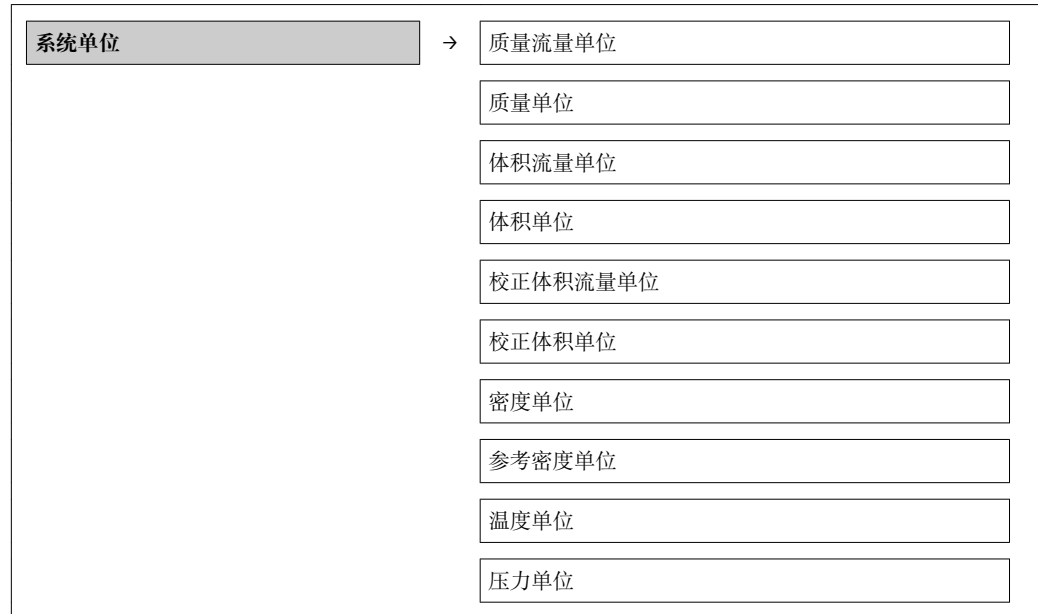 系统单位 → 质量流量单位
质量单位
体积流量单位
体积单位
校正体积流量单位
校正体积单位
密度单位
参考密度单位
温度单位
压力单位